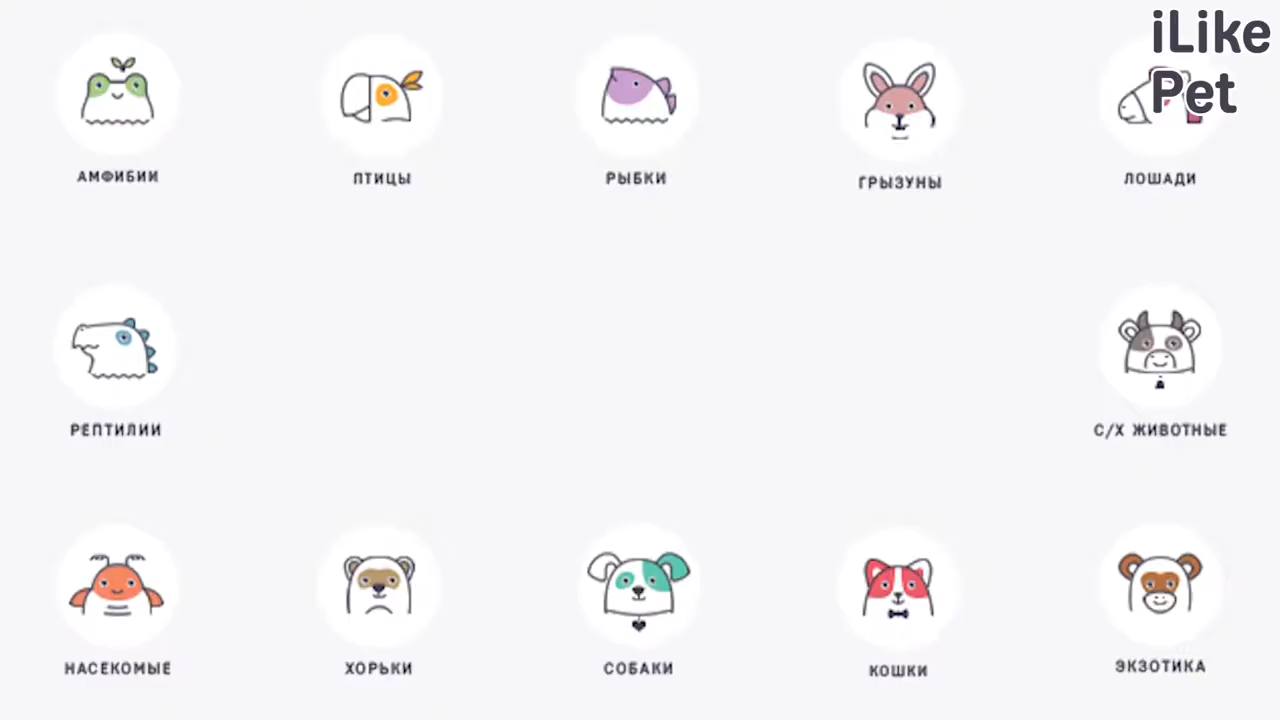 iLike
Pet
АМФИБИИ
ПТИЦЫ
РЫБКИ
ГРЫЗУНЫ
ЛОШАДИ
РЕПТИЛИИ
С/Х ЖИВОТНЫЕ
НАСЕКОМЫЕ
ХОРЬКИ
СОБАКИ
КОШКИ
ЭКЗОТИКА